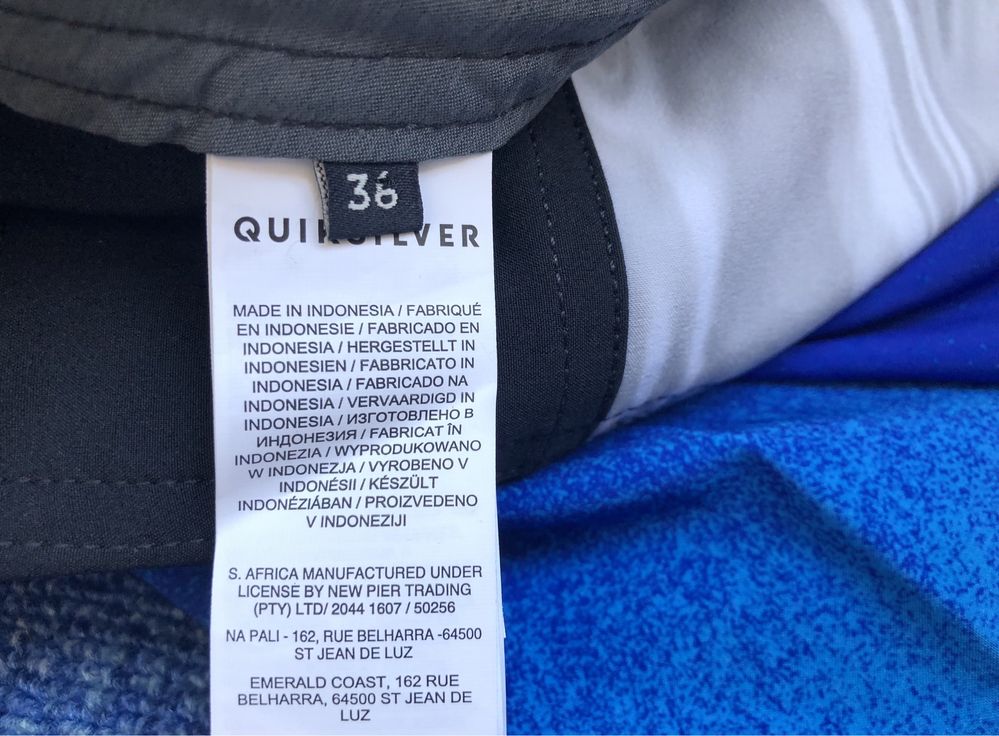 36
QUIKSILVER
MADE IN INDONESIA / FABRIQUÉ
EN INDONESIE / FABRICADO EN
INDONESIA / HERGESTELLT IN
INDONESIEN / FABBRICATO IN
INDONESIA / FABRICADO NA
INDONESIA / VERVAARDIGD IN
INDONESIA / ИЗГОТОВЛЕНО В
ИНДОНЕЗИЯ / FABRICAT ÎN
INDONEZIA / WYPRODUKOWANO
W INDONEZJA / VYROBENO V
INDONÉSII / KÉSZÜLT
INDONÉZIÁBAN / PROIZVEDENO
V INDONEZIJI
S. AFRICA MANUFACTURED UNDER
LICENSE BY NEW PIER TRADING
(PTY) LTD/ 2044 1607 / 50256
NA PALI - 162, RUE BELHARRA -64500
ST JEAN DE LUZ
EMERALD COAST, 162 RUE
BELHARRA, 64500 ST JEAN DE
LUZ